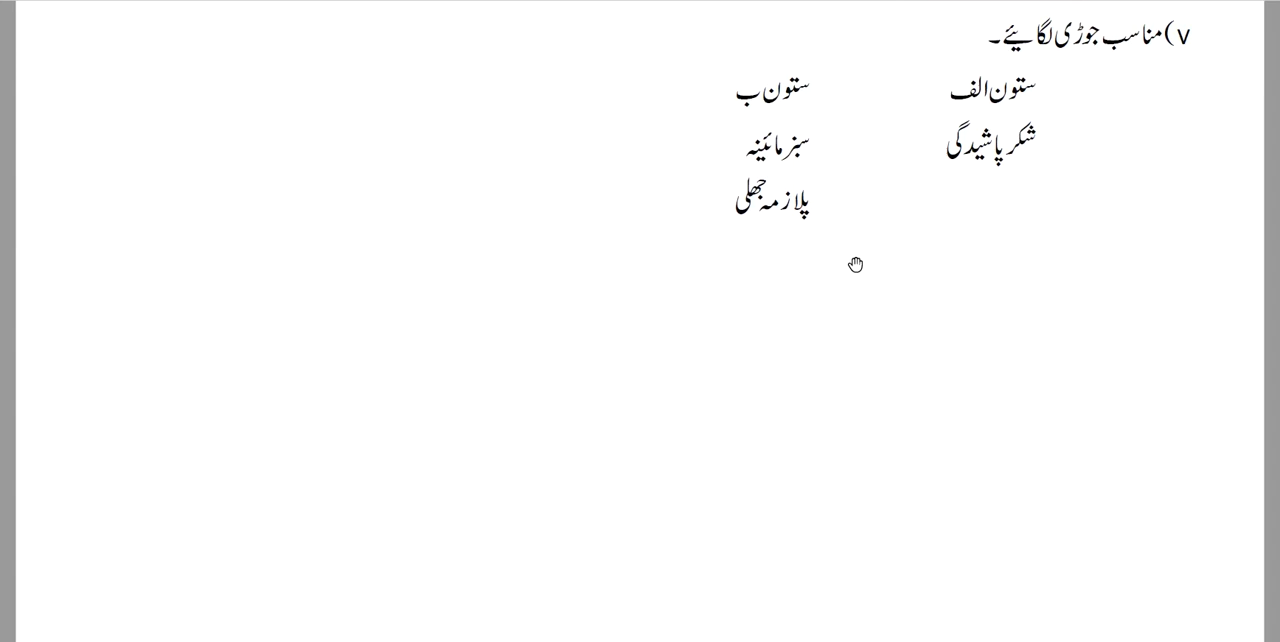 ۷) مناسب جوڑی لگائیے۔
ستون الف ستون ب
شکر پاشیدگی سبز مائینہ
پلازمہ جھلی